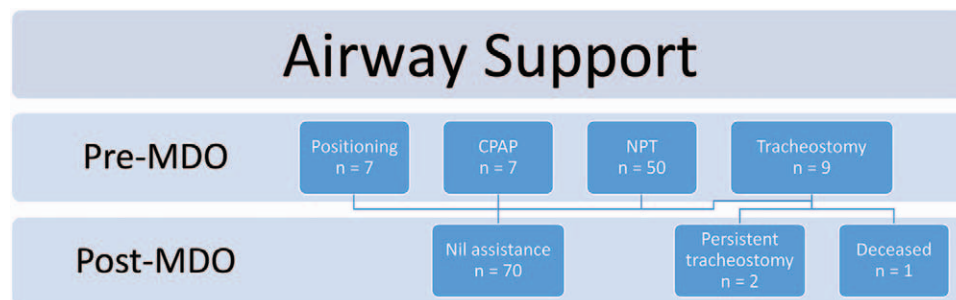 Airway Support
Pre-MDO
Positioning
n = 7
CPAP
n = 7
NPT
n = 50
Tracheostomy
n = 9
Post-MDO
Nil assistance
n = 70
Persistent
tracheostomy
n = 2
Deceased
n = 1